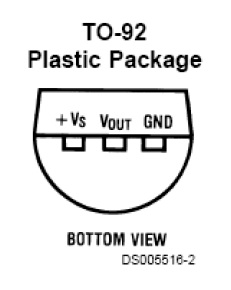 TO-92
Plastic Package
+VS VOUT GND
BOTTOM VIEW
DS005516-2